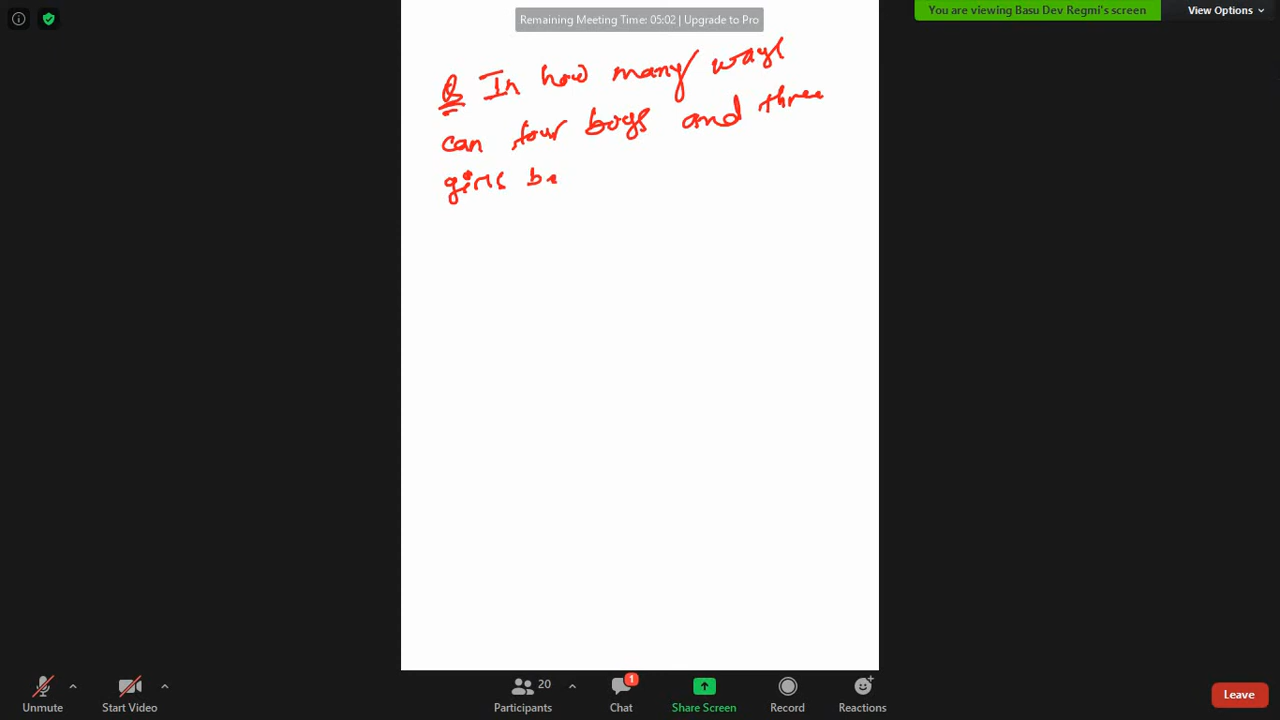 Remaining Meeting Time: 05:02 | Upgrade to Pro
You are viewing Basu Dev Regmi's screen
View Options
Q In how many ways
can four boys and three
girls be
Unmute
Start Video
20
Participants
1
Chat
Share Screen
Record
Reactions
Leave